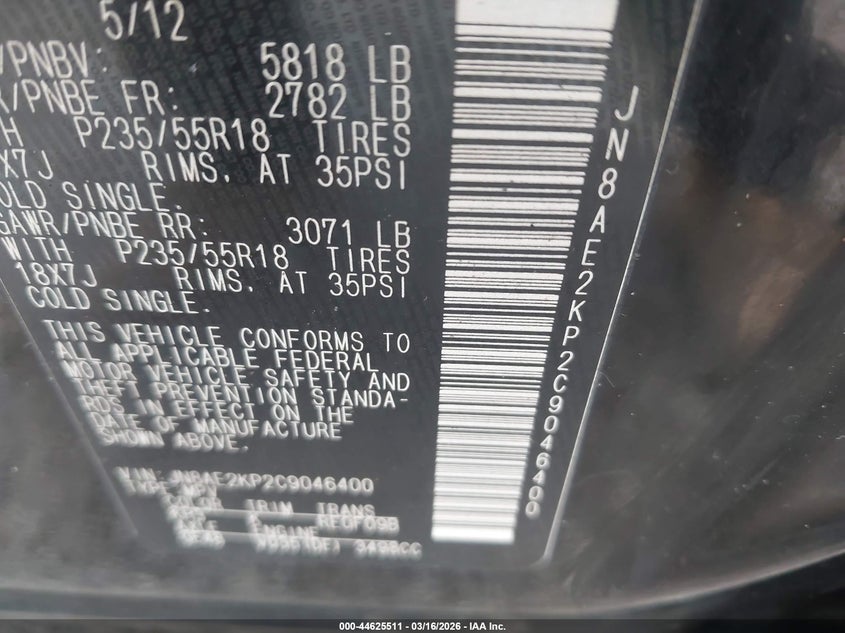 5/12
/PNBV: 5818 LB
R/PNBE FR: 2782 LB
TH P235/55R18 TIRES
X7J RIMS, AT 35PSI
OLD SINGLE.
GAWR/PNBE RR: 3071 LB
WITH P235/55R18 TIRES
18X7J RIMS, AT 35PSI
COLD SINGLE.
THIS VEHICLE CONFORMS TO
ALL APPLICABLE FEDERAL
MOTOR VEHICLE SAFETY AND
THEFT PREVENTION STANDA-
RDS IN EFFECT ON THE
DATE OF MANUFACTURE
SHOWN ABOVE.
JN8AE2KP2C9046400
TRIM TRANS
RE0F09B
ENGINE
3498CC
JN8AE2KP2C9046400
000-44625511 - 03/16/2026 - IAA Inc.